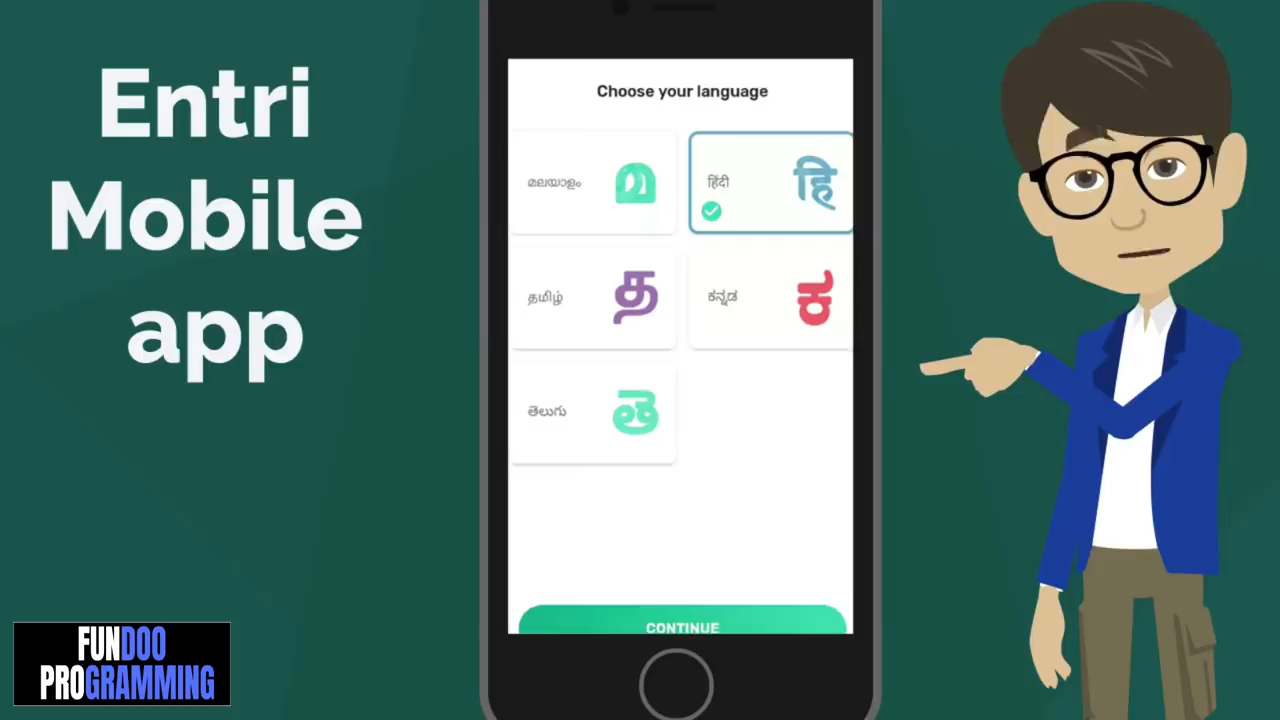 Entri
Mobile
app
Choose your language
മലയാളം
മ
हिंदी
हि
தமிழ்
த
ಕನ್ನಡ
ಕ
తెలుగు
తె
CONTINUE
FUNDOO
PROGRAMMING